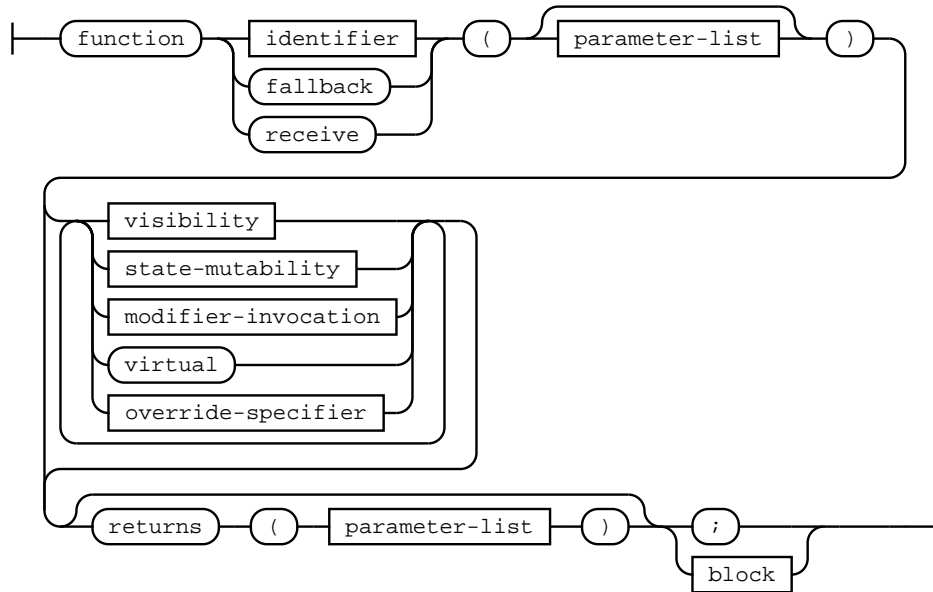 function identifier ( parameter-list )
fallback
receive
visibility
state-mutability
modifier-invocation
virtual
override-specifier
returns ( parameter-list ) ;
block